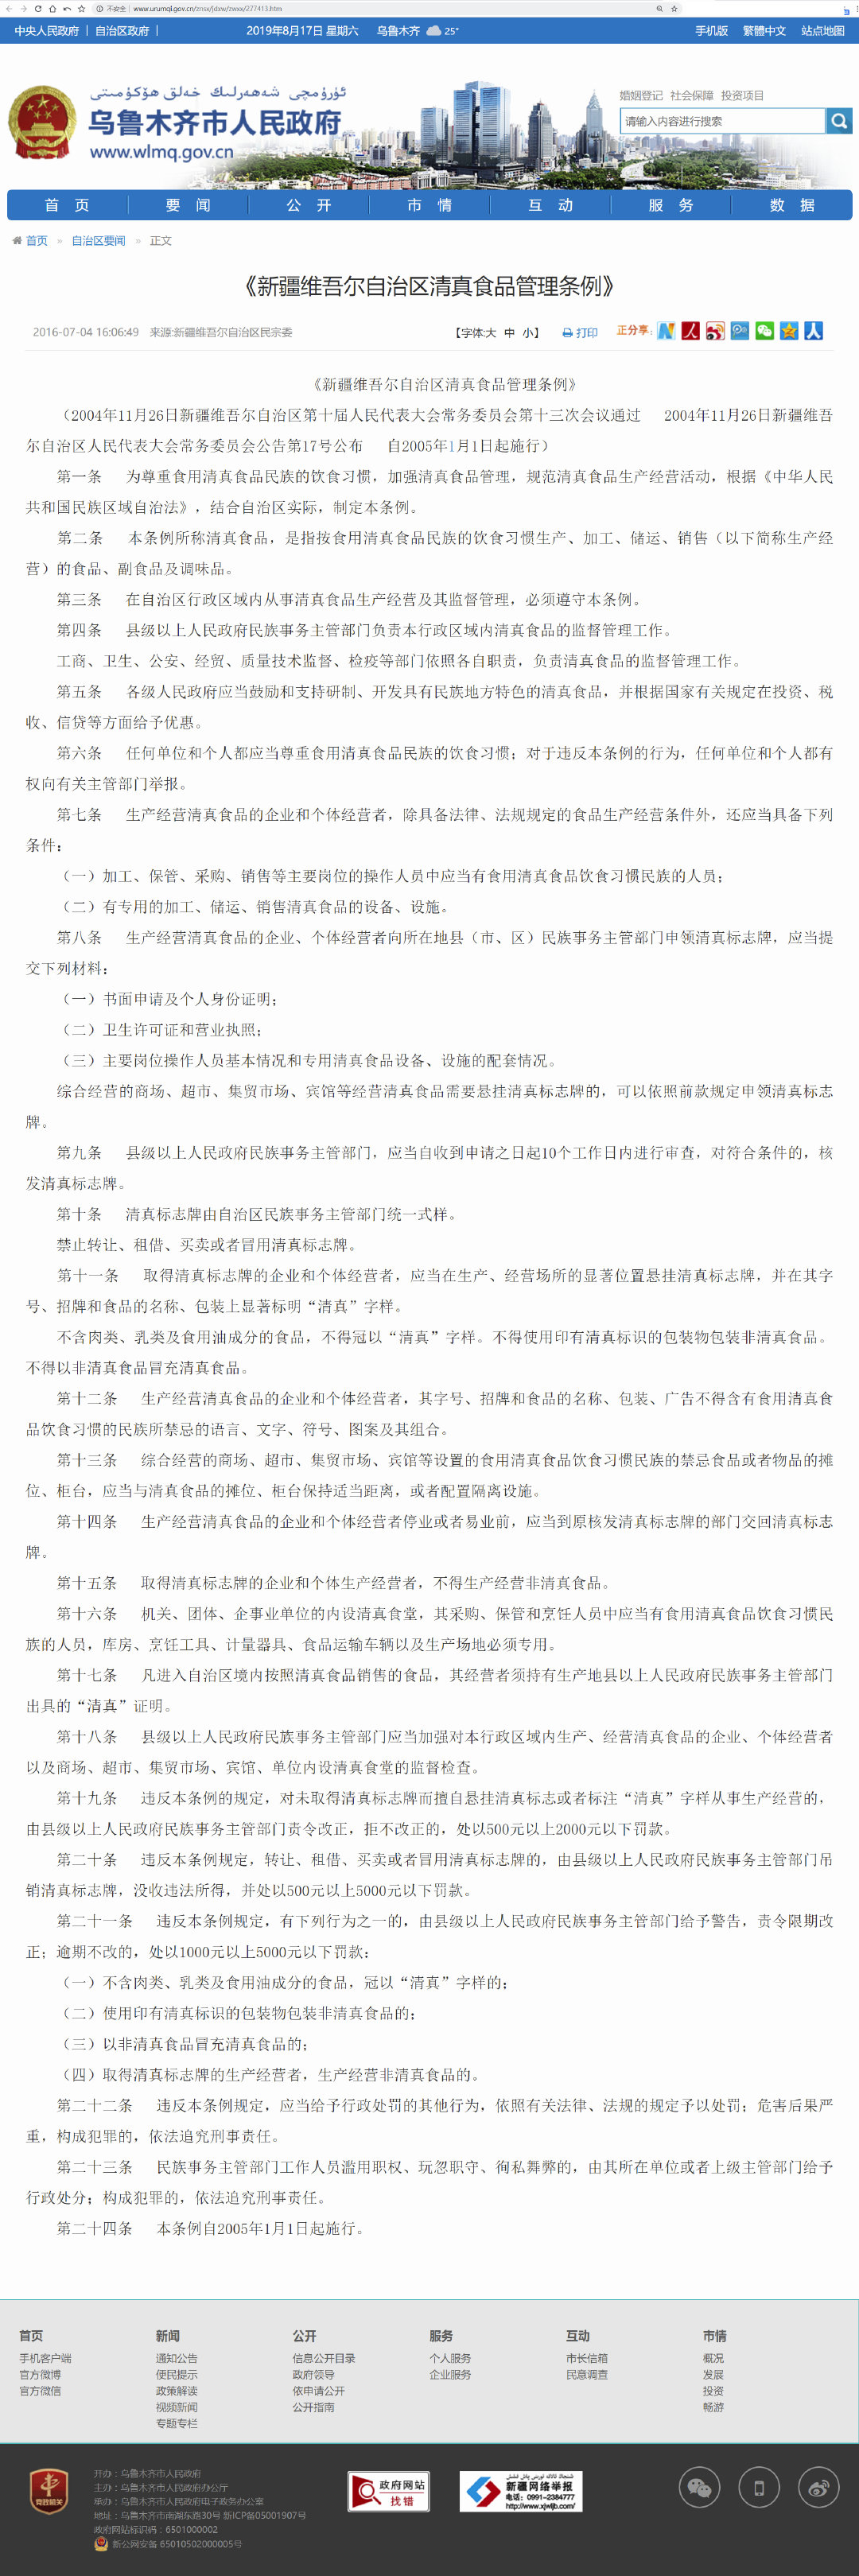 不安全 | www.urumqi.gov.cn/znsx/jdxw/zwxx/277413.htm
中央人民政府 | 自治区政府 |
2019年8月17日 星期六 乌鲁木齐 25°
手机版 繁體中文 站点地图
ئۈرۈمچى شەھەرلىك خەلق ھۆكۈمىتى
乌鲁木齐市人民政府
www.wlmq.gov.cn
婚姻登记 社会保障 投资项目
请输入内容进行搜索
首 页 要 闻 公 开 市 情 互 动 服 务 数 据
首页 » 自治区要闻 » 正文
《新疆维吾尔自治区清真食品管理条例》
2016-07-04 16:06:49 来源:新疆维吾尔自治区民宗委
【字体:大 中 小】 打印 正分享:
《新疆维吾尔自治区清真食品管理条例》
（2004年11月26日新疆维吾尔自治区第十届人民代表大会常务委员会第十三次会议通过 2004年11月26日新疆维吾
尔自治区人民代表大会常务委员会公告第17号公布 自2005年1月1日起施行）
第一条 为尊重食用清真食品民族的饮食习惯，加强清真食品管理，规范清真食品生产经营活动，根据《中华人民
共和国民族区域自治法》，结合自治区实际，制定本条例。
第二条 本条例所称清真食品，是指按食用清真食品民族的饮食习惯生产、加工、储运、销售（以下简称生产经
营）的食品、副食品及调味品。
第三条 在自治区行政区域内从事清真食品生产经营及其监督管理，必须遵守本条例。
第四条 县级以上人民政府民族事务主管部门负责本行政区域内清真食品的监督管理工作。
工商、卫生、公安、经贸、质量技术监督、检疫等部门依照各自职责，负责清真食品的监督管理工作。
第五条 各级人民政府应当鼓励和支持研制、开发具有民族地方特色的清真食品，并根据国家有关规定在投资、税
收、信贷等方面给予优惠。
第六条 任何单位和个人都应当尊重食用清真食品民族的饮食习惯；对于违反本条例的行为，任何单位和个人都有
权向有关主管部门举报。
第七条 生产经营清真食品的企业和个体经营者，除具备法律、法规规定的食品生产经营条件外，还应当具备下列
条件：
（一）加工、保管、采购、销售等主要岗位的操作人员中应当有食用清真食品饮食习惯民族的人员；
（二）有专用的加工、储运、销售清真食品的设备、设施。
第八条 生产经营清真食品的企业、个体经营者向所在地县（市、区）民族事务主管部门申领清真标志牌，应当提
交下列材料：
（一）书面申请及个人身份证明；
（二）卫生许可证和营业执照；
（三）主要岗位操作人员基本情况和专用清真食品设备、设施的配套情况。
综合经营的商场、超市、集贸市场、宾馆等经营清真食品需要悬挂清真标志牌的，可以依照前款规定申领清真标志
牌。
第九条 县级以上人民政府民族事务主管部门，应当自收到申请之日起10个工作日内进行审查，对符合条件的，核
发清真标志牌。
第十条 清真标志牌由自治区民族事务主管部门统一式样。
禁止转让、租借、买卖或者冒用清真标志牌。
第十一条 取得清真标志牌的企业和个体经营者，应当在生产、经营场所的显著位置悬挂清真标志牌，并在其字
号、招牌和食品的名称、包装上显著标明“清真”字样。
不含肉类、乳类及食用油成分的食品，不得冠以“清真”字样。不得使用印有清真标识的包装物包装非清真食品。
不得以非清真食品冒充清真食品。
第十二条 生产经营清真食品的企业和个体经营者，其字号、招牌和食品的名称、包装、广告不得含有食用清真食
品饮食习惯的民族所禁忌的语言、文字、符号、图案及其组合。
第十三条 综合经营的商场、超市、集贸市场、宾馆等设置的食用清真食品饮食习惯民族的禁忌食品或者物品的摊
位、柜台，应当与清真食品的摊位、柜台保持适当距离，或者配置隔离设施。
第十四条 生产经营清真食品的企业和个体经营者停业或者易业前，应当到原核发清真标志牌的部门交回清真标志
牌。
第十五条 取得清真标志牌的企业和个体生产经营者，不得生产经营非清真食品。
第十六条 机关、团体、企事业单位的内设清真食堂，其采购、保管和烹饪人员中应当有食用清真食品饮食习惯民
族的人员，库房、烹饪工具、计量器具、食品运输车辆以及生产场地必须专用。
第十七条 凡进入自治区境内按照清真食品销售的食品，其经营者须持有生产地县以上人民政府民族事务主管部门
出具的“清真”证明。
第十八条 县级以上人民政府民族事务主管部门应当加强对本行政区域内生产、经营清真食品的企业、个体经营者
以及商场、超市、集贸市场、宾馆、单位内设清真食堂的监督检查。
第十九条 违反本条例的规定，对未取得清真标志牌而擅自悬挂清真标志或者标注“清真”字样从事生产经营的，
由县级以上人民政府民族事务主管部门责令改正，拒不改正的，处以500元以上2000元以下罚款。
第二十条 违反本条例规定，转让、租借、买卖或者冒用清真标志牌的，由县级以上人民政府民族事务主管部门吊
销清真标志牌，没收违法所得，并处以500元以上5000元以下罚款。
第二十一条 违反本条例规定，有下列行为之一的，由县级以上人民政府民族事务主管部门给予警告，责令限期改
正；逾期不改的，处以1000元以上5000元以下罚款：
（一）不含肉类、乳类及食用油成分的食品，冠以“清真”字样的；
（二）使用印有清真标识的包装物包装非清真食品的；
（三）以非清真食品冒充清真食品的；
（四）取得清真标志牌的生产经营者，生产经营非清真食品的。
第二十二条 违反本条例规定，应当给予行政处罚的其他行为，依照有关法律、法规的规定予以处罚；危害后果严
重，构成犯罪的，依法追究刑事责任。
第二十三条 民族事务主管部门工作人员滥用职权、玩忽职守、徇私舞弊的，由其所在单位或者上级主管部门给予
行政处分；构成犯罪的，依法追究刑事责任。
第二十四条 本条例自2005年1月1日起施行。
首页 新闻 公开 服务 互动 市情
手机客户端 通知公告 信息公开目录 个人服务 市长信箱 概况
官方微博 便民提示 政府领导 企业服务 民意调查 发展
官方微信 政策解读 依申请公开 投资
视频新闻 公开指南 畅游
专题专栏
党政机关
开办：乌鲁木齐市人民政府
主办：乌鲁木齐市人民政府办公厅
承办：乌鲁木齐市人民政府电子政务办公室
地址：乌鲁木齐市南湖东路30号 新ICP备05001907号
政府网站标识码：6501000002
新公网安备 65010502000005号
政府网站
找错
新疆网络举报
电话：0991-2384777
http://www.xjwljb.com/